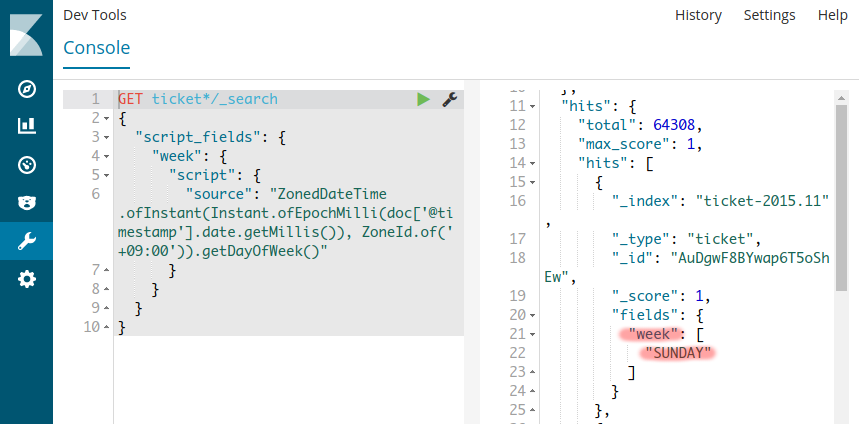 Dev Tools
History Settings Help
Console
1 GET ticket*/_search
2 {
3 "script_fields": {
4 "week": {
5 "script": {
6 "source": "ZonedDateTime
.ofInstant(Instant.ofEpochMilli(doc['@ti
mestamp'].date.getMillis()), ZoneId.of('
+09:00')).getDayOfWeek()"
7 }
8 }
9 }
10 }
10 },
11 "hits": {
12 "total": 64308,
13 "max_score": 1,
14 "hits": [
15 {
16 "_index": "ticket-2015.11"
,
17 "_type": "ticket",
18 "_id": "AuDgwF8BYwap6T5oSh
Ew",
19 "_score": 1,
20 "fields": {
21 "week": [
22 "SUNDAY"
23 ]
24 }
25 },